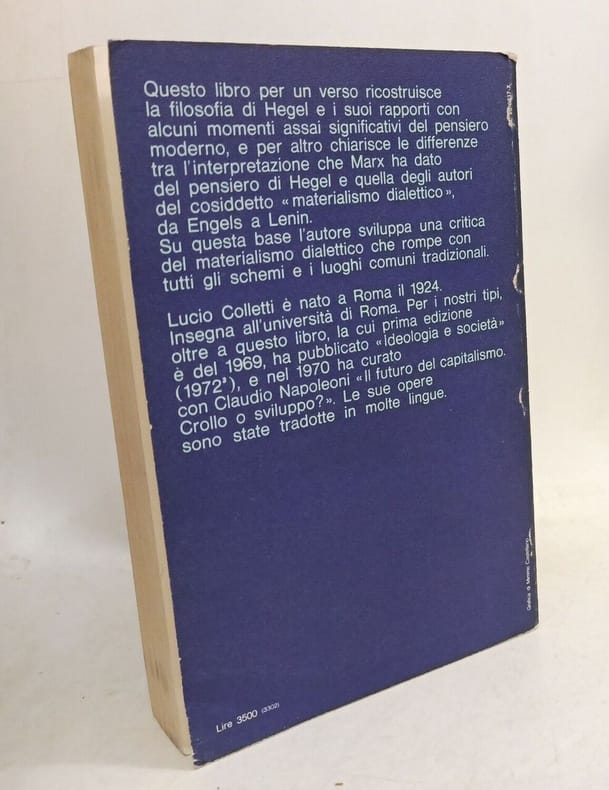 Questo libro per un verso ricostruisce
la filosofia di Hegel e i suoi rapporti con
alcuni momenti assai significativi del pensiero
moderno, e per altro chiarisce le differenze
tra l'interpretazione che Marx ha dato
del pensiero di Hegel e quella degli autori
del cosiddetto «materialismo dialettico»,
da Engels a Lenin.
Su questa base l'autore sviluppa una critica
del materialismo dialettico che rompe con
tutti gli schemi e i luoghi comuni tradizionali.
Lucio Colletti è nato a Roma il 1924.
Insegna all'università di Roma. Per i nostri tipi,
oltre a questo libro, la cui prima edizione
è del 1969, ha pubblicato «Ideologia e società»
(1972³), e nel 1970 ha curato
con Claudio Napoleoni «Il futuro del capitalismo.
Crollo o sviluppo?». Le sue opere
sono state tradotte in molte lingue.
Lire 3500 (3302)
Grafica di Mimmo Castellano